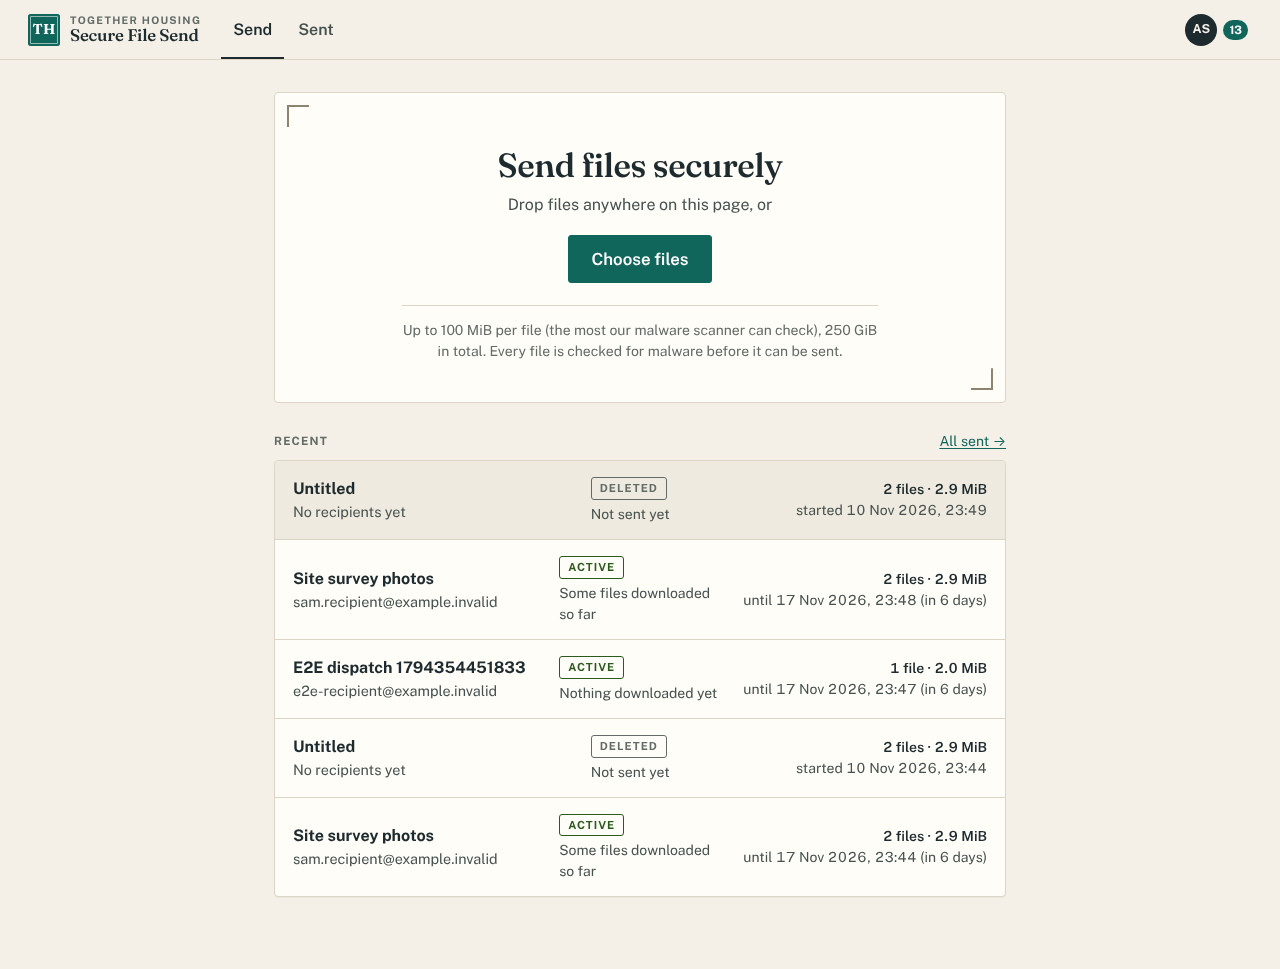 TH
TOGETHER HOUSING
Secure File Send
Send
Sent
AS
13
Send files securely
Drop files anywhere on this page, or
Choose files
Up to 100 MiB per file (the most our malware scanner can check), 250 GiB
in total. Every file is checked for malware before it can be sent.
RECENT
All sent →
Untitled
No recipients yet
DELETED
Not sent yet
2 files · 2.9 MiB
started 10 Nov 2026, 23:49
Site survey photos
sam.recipient@example.invalid
ACTIVE
Some files downloaded
so far
2 files · 2.9 MiB
until 17 Nov 2026, 23:48 (in 6 days)
E2E dispatch 1794354451833
e2e-recipient@example.invalid
ACTIVE
Nothing downloaded yet
1 file · 2.0 MiB
until 17 Nov 2026, 23:47 (in 6 days)
Untitled
No recipients yet
DELETED
Not sent yet
2 files · 2.9 MiB
started 10 Nov 2026, 23:44
Site survey photos
sam.recipient@example.invalid
ACTIVE
Some files downloaded
so far
2 files · 2.9 MiB
until 17 Nov 2026, 23:44 (in 6 days)